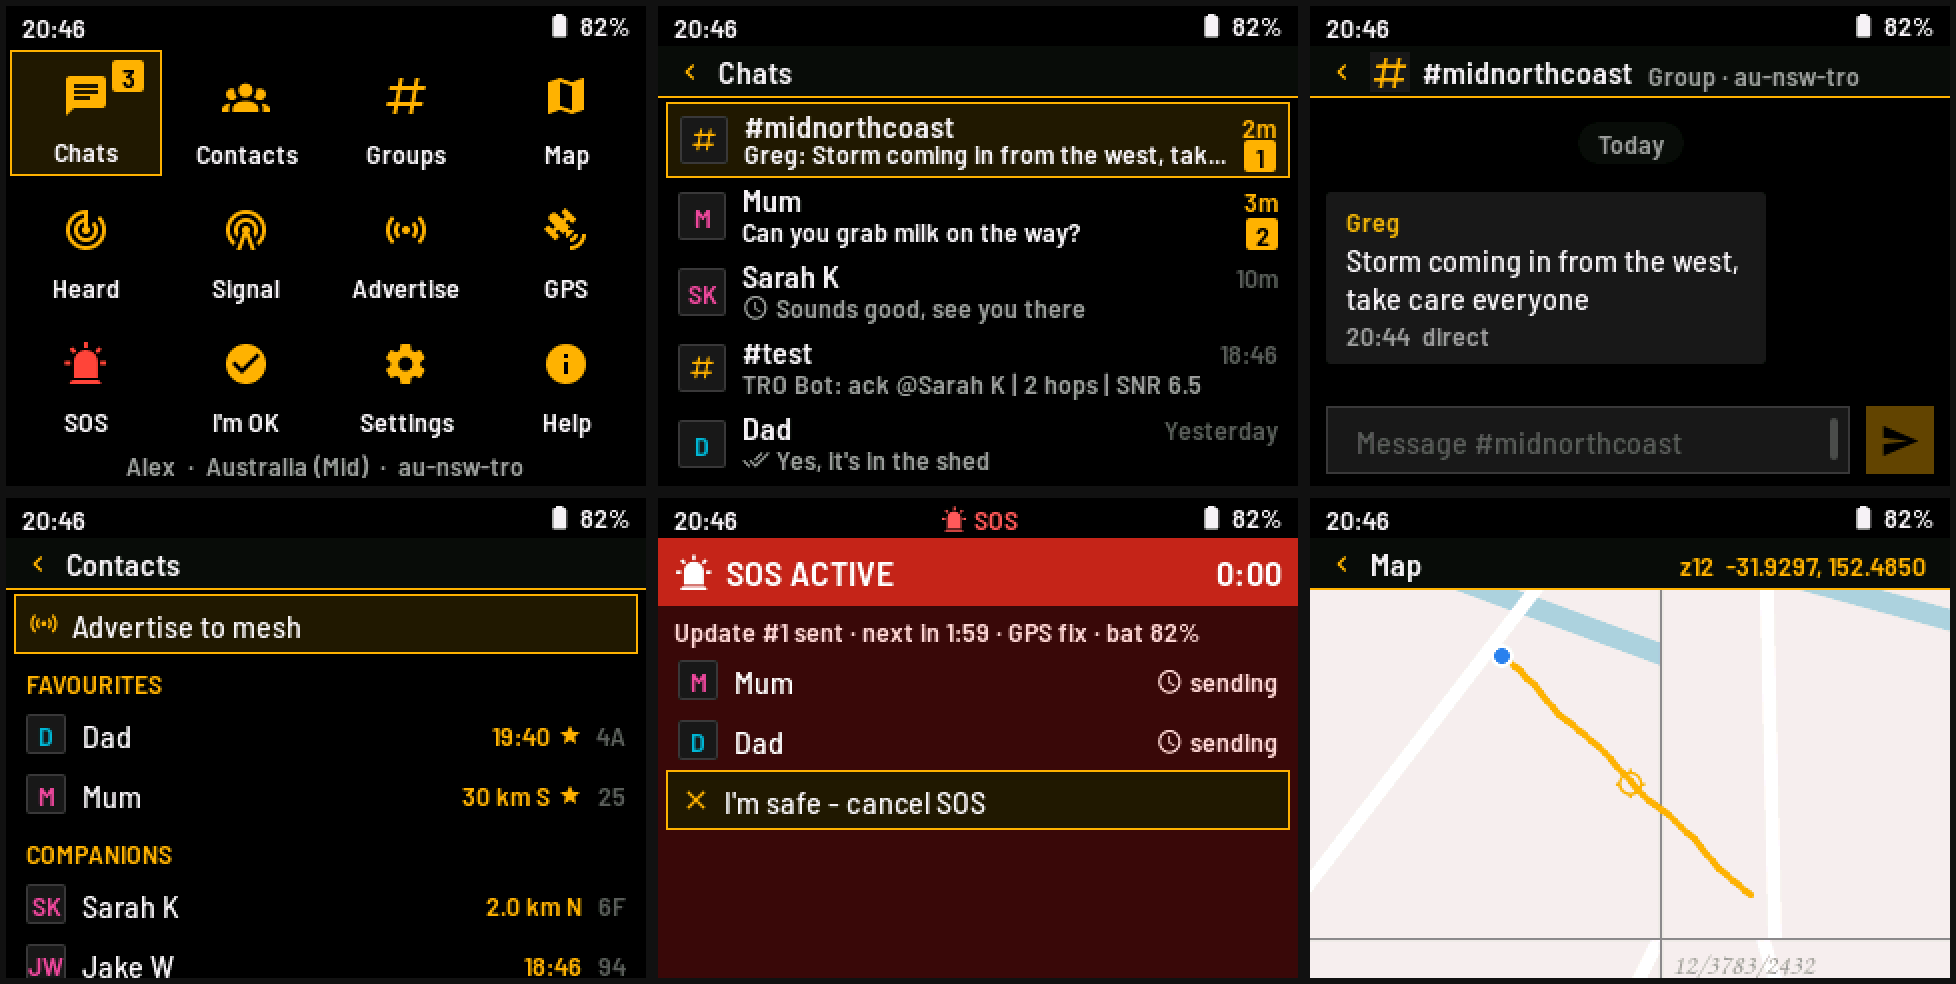 20:46 82%
3
Chats Contacts Groups Map
Heard Signal Advertise GPS
SOS I'm OK Settings Help
Alex · Australia (Mid) · au-nsw-tro
20:46 82%
Chats
#midnorthcoast 2m
Greg: Storm coming in from the west, tak... 1
M Mum 3m
Can you grab milk on the way? 2
SK Sarah K 10m
Sounds good, see you there
#test 18:46
TRO Bot: ack @Sarah K | 2 hops | SNR 6.5
D Dad Yesterday
Yes, it's in the shed
20:46 82%
#midnorthcoast Group · au-nsw-tro
Today
Greg
Storm coming in from the west,
take care everyone
20:44 direct
Message #midnorthcoast
20:46 82%
Contacts
Advertise to mesh
FAVOURITES
D Dad 19:40 ★ 4A
M Mum 30 km S ★ 25
COMPANIONS
SK Sarah K 2.0 km N 6F
JW Jake W 18:46 94
20:46 SOS 82%
SOS ACTIVE 0:00
Update #1 sent · next in 1:59 · GPS fix · bat 82%
M Mum sending
D Dad sending
I'm safe - cancel SOS
20:46 82%
Map z12 -31.9297, 152.4850
12/3783/2432